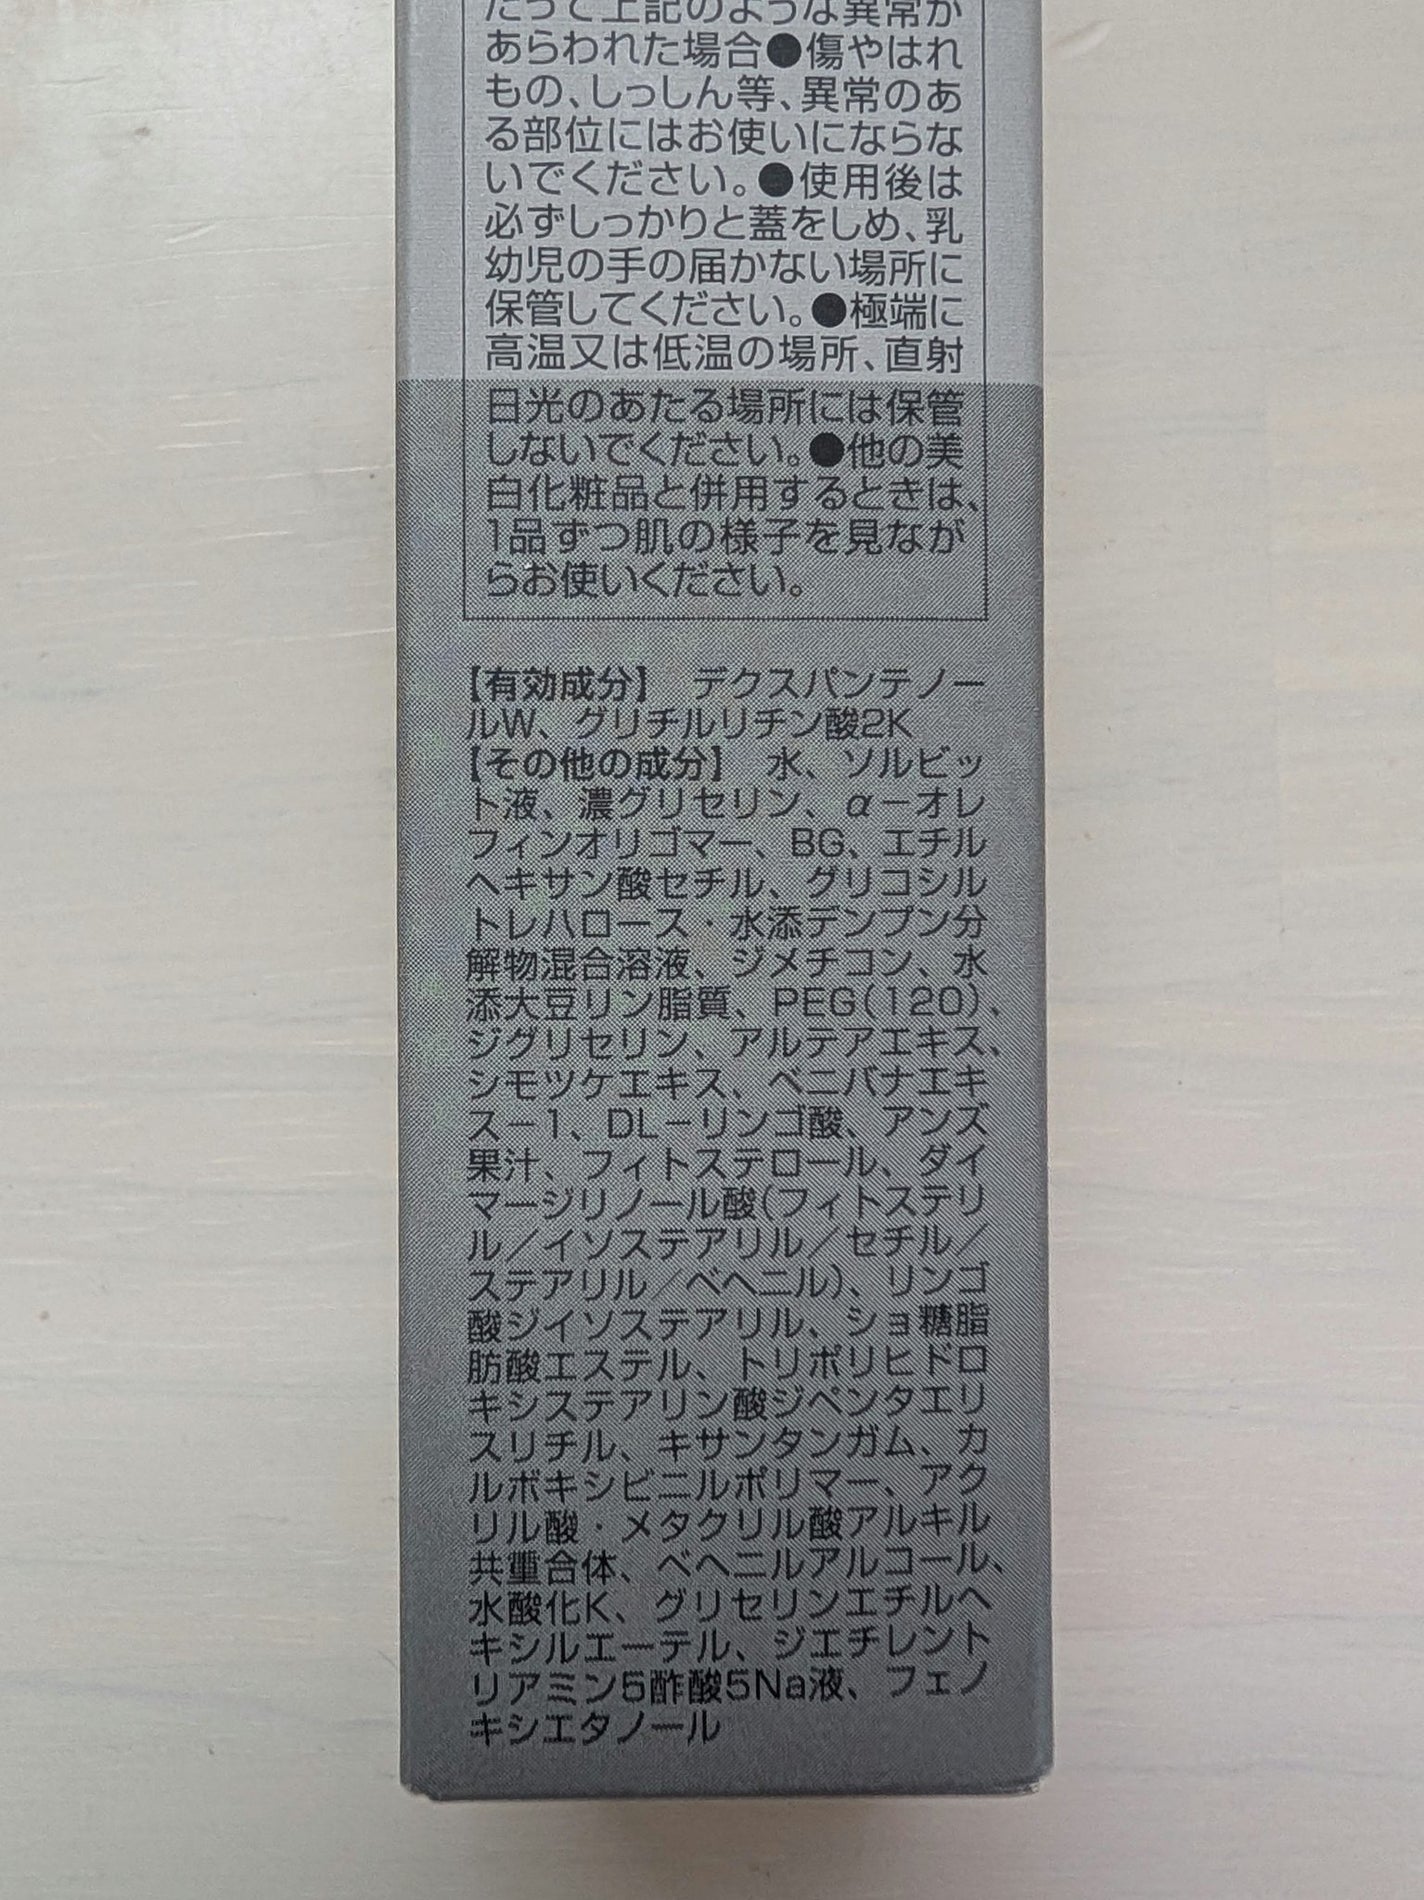 たって上記のような異常が
あらわれた場合●傷やはれ
もの、しっしん等、異常のあ
る部位にはお使いにならな
いでください。●使用後は
必ずしっかりと蓋をしめ、乳
幼児の手の届かない場所に
保管してください。●極端に
高温又は低温の場所、直射
日光のあたる場所には保管
しないでください。●他の美
白化粧品と併用するときは、
1品ずつ肌の様子を見なが
らお使いください。
【有効成分】 デクスパンテノー
ルW、グリチルリチン酸2K
【その他の成分】 水、ソルビッ
ト液、濃グリセリン、α－オレ
フィンオリゴマー、BG、エチル
ヘキサン酸セチル、グリコシル
トレハロース・水添デンプン分
解物混合溶液、ジメチコン、水
添大豆リン脂質、PEG(120)、
ジグリセリン、アルテアエキス、
シモツケエキス、ベニバナエキ
ス－1、DL－リンゴ酸、アンズ
果汁、フィトステロール、ダイ
マージリノール酸(フィトステリ
ル／イソステアリル／セチル／
ステアリル／ベヘニル)、リンゴ
酸ジイソステアリル、ショ糖脂
肪酸エステル、トリポリヒドロ
キシステアリン酸ジペンタエリ
スリチル、キサンタンガム、カ
ルボキシビニルポリマー、アク
リル酸・メタクリル酸アルキル
共重合体、ベヘニルアルコール、
水酸化K、グリセリンエチルヘ
キシルエーテル、ジエチレント
リアミン5酢酸5Na液、フェノ
キシエタノール